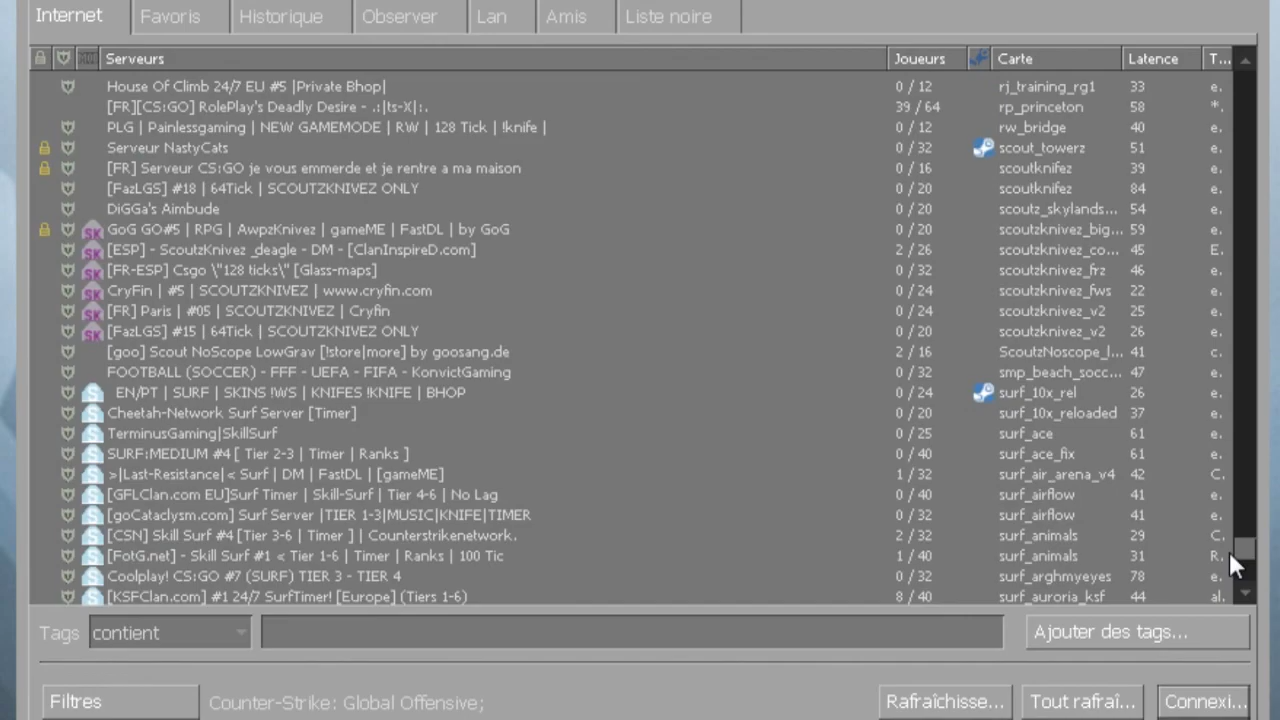 Internet Favoris Historique Observer Lan Amis Liste noire
Serveurs Joueurs Carte Latence T...
House Of Climb 24/7 EU #5 |Private Bhop| 0 / 12 rj_training_rg1 33 e.
[FR][CS:GO] RolePlay's Deadly Desire - .:|ts-X|:. 39 / 64 rp_princeton 58 *.
PLG | Painlessgaming | NEW GAMEMODE | RW | 128 Tick | !knife | 0 / 12 rw_bridge 40 e.
Serveur NastyCats 0 / 32 scout_towerz 51 e.
[FR] Serveur CS:GO je vous emmerde et je rentre a ma maison 0 / 16 scoutknifez 39 e.
[FazLGS] #18 | 64Tick | SCOUTZKNIVEZ ONLY 0 / 20 scoutknifez 84 e.
DiGGa's Aimbude 0 / 20 scoutz_skylands... 54 e.
SK GoG GO#5 | RPG | AwpzKnivez | gameME | FastDL | by GoG 0 / 20 scoutzknivez_big... 59 e.
SK [ESP] - ScoutzKnivez _deagle - DM - [ClanInspireD.com] 2 / 26 scoutzknivez_co... 45 E.
SK [FR-ESP] Csgo \"128 ticks\" [Glass-maps] 0 / 32 scoutzknivez_frz 46 e.
SK CryFin | #5 | SCOUTZKNIVEZ | www.cryfin.com 0 / 24 scoutzknivez_fws 22 e.
SK [FR] Paris | #05 | SCOUTZKNIVEZ | Cryfin 0 / 24 scoutzknivez_v2 25 e.
SK [FazLGS] #15 | 64Tick | SCOUTZKNIVEZ ONLY 0 / 20 scoutzknivez_v2 26 e.
[goo] Scout NoScope LowGrav [!store|more] by goosang.de 2 / 16 ScoutzNoscope_l... 41 c.
FOOTBALL (SOCCER) - FFF - UEFA - FIFA - KonvictGaming 0 / 32 smp_beach_socc... 47 e.
S EN/PT | SURF | SKINS !WS | KNIFES !KNIFE | BHOP 0 / 24 surf_10x_rel 26 e.
S Cheetah-Network Surf Server [Timer] 0 / 20 surf_10x_reloaded 37 e.
S TerminusGaming|SkillSurf 0 / 25 surf_ace 61 e.
S SURF:MEDIUM #4 [ Tier 2-3 | Timer | Ranks ] 0 / 40 surf_ace_fix 61 e.
S >|Last-Resistance|< Surf | DM | FastDL | [gameME] 1 / 32 surf_air_arena_v4 42 C.
S [GFLClan.com EU]Surf Timer | Skill-Surf | Tier 4-6 | No Lag 0 / 40 surf_airflow 41 e.
S [goCataclysm.com] Surf Server |TIER 1-3|MUSIC|KNIFE|TIMER 0 / 32 surf_airflow 41 e.
S [CSN] Skill Surf #4 [Tier 3-6 | Timer ] | Counterstrikenetwork. 2 / 32 surf_animals 29 C.
S [FotG.net] - Skill Surf #1 < Tier 1-6 | Timer | Ranks | 100 Tic 1 / 40 surf_animals 31 R.
S Coolplay! CS:GO #7 (SURF) TIER 3 - TIER 4 0 / 32 surf_arghmyeyes 78 e.
S [KSFClan.com] #1 24/7 SurfTimer! [Europe] (Tiers 1-6) 8 / 40 surf_auroria_ksf 44 al.
Tags contient Ajouter des tags...
Filtres Counter-Strike: Global Offensive; Rafraîchisse... Tout rafraî... Connexi...